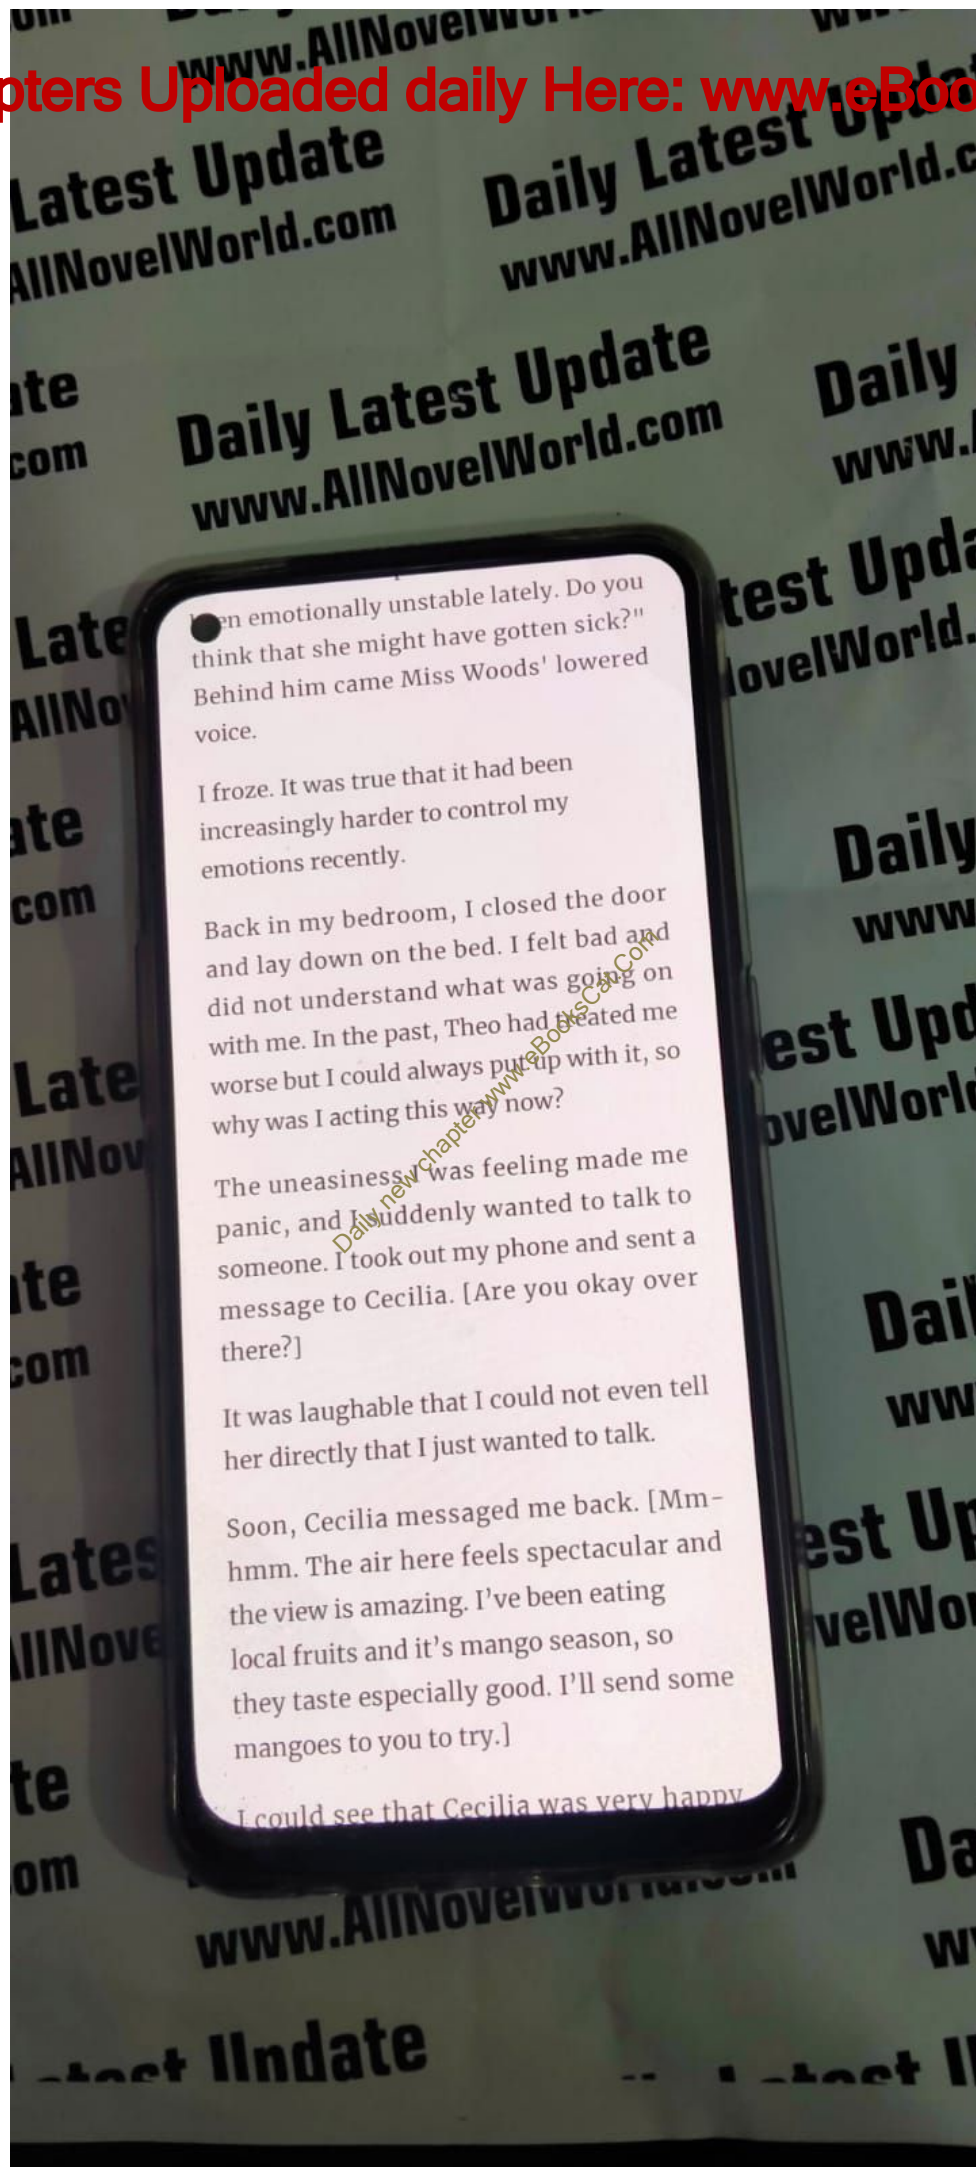 www.AllNovelWorld.com
pters Uploaded daily Here: www.eBoo
Latest Update
AllNovelWorld.com
Daily Latest Update
www.AllNovelWorld.c
Daily Latest Update
www.AllNovelWorld.com
Daily
www.
emotionally unstable lately. Do you
think that she might have gotten sick?"
Behind him came Miss Woods' lowered
voice.
I froze. It was true that it had been
increasingly harder to control my
emotions recently.
Back in my bedroom, I closed the door
and lay down on the bed. I felt bad and
did not understand what was going on
with me. In the past, Theo had treated me
worse but I could always put up with it, so
why was I acting this way now?
The uneasiness I was feeling made me
panic, and I suddenly wanted to talk to
someone. I took out my phone and sent a
message to Cecilia. [Are you okay over
there?]
It was laughable that I could not even tell
her directly that I just wanted to talk.
Soon, Cecilia messaged me back. [Mm-
hmm. The air here feels spectacular and
the view is amazing. I've been eating
local fruits and it's mango season, so
they taste especially good. I'll send some
mangoes to you to try.]
I could see that Cecilia was very happy
Daily new chapter www.eBooksCat.Com
Daily
www
www.AllNovelWorld.com